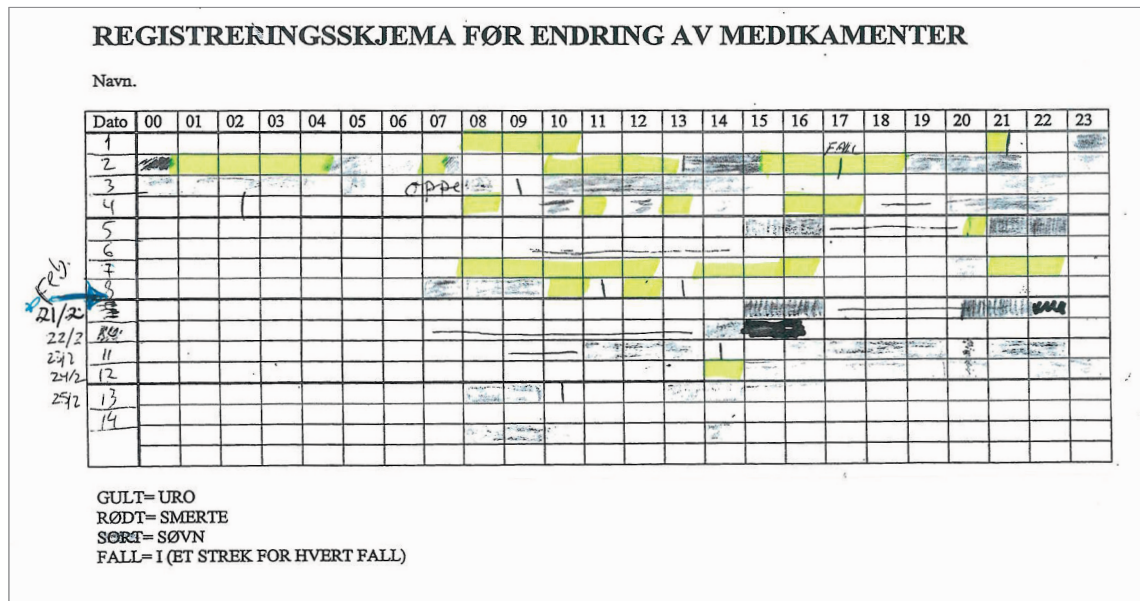 REGISTRERINGSSKJEMA FØR ENDRING AV MEDIKAMENTER
Navn.
Dato 00 01 02 03 04 05 06 07 08 09 10 11 12 13 14 15 16 17 18 19 20 21 22 23
1
2 FALL
3 oppe
4
5
6
7
8
21/2
22/2
23/2 11
24/2 12
25/2 13
14
GULT= URO
RØDT= SMERTE
SORT= SØVN
FALL= I (ET STREK FOR HVERT FALL)